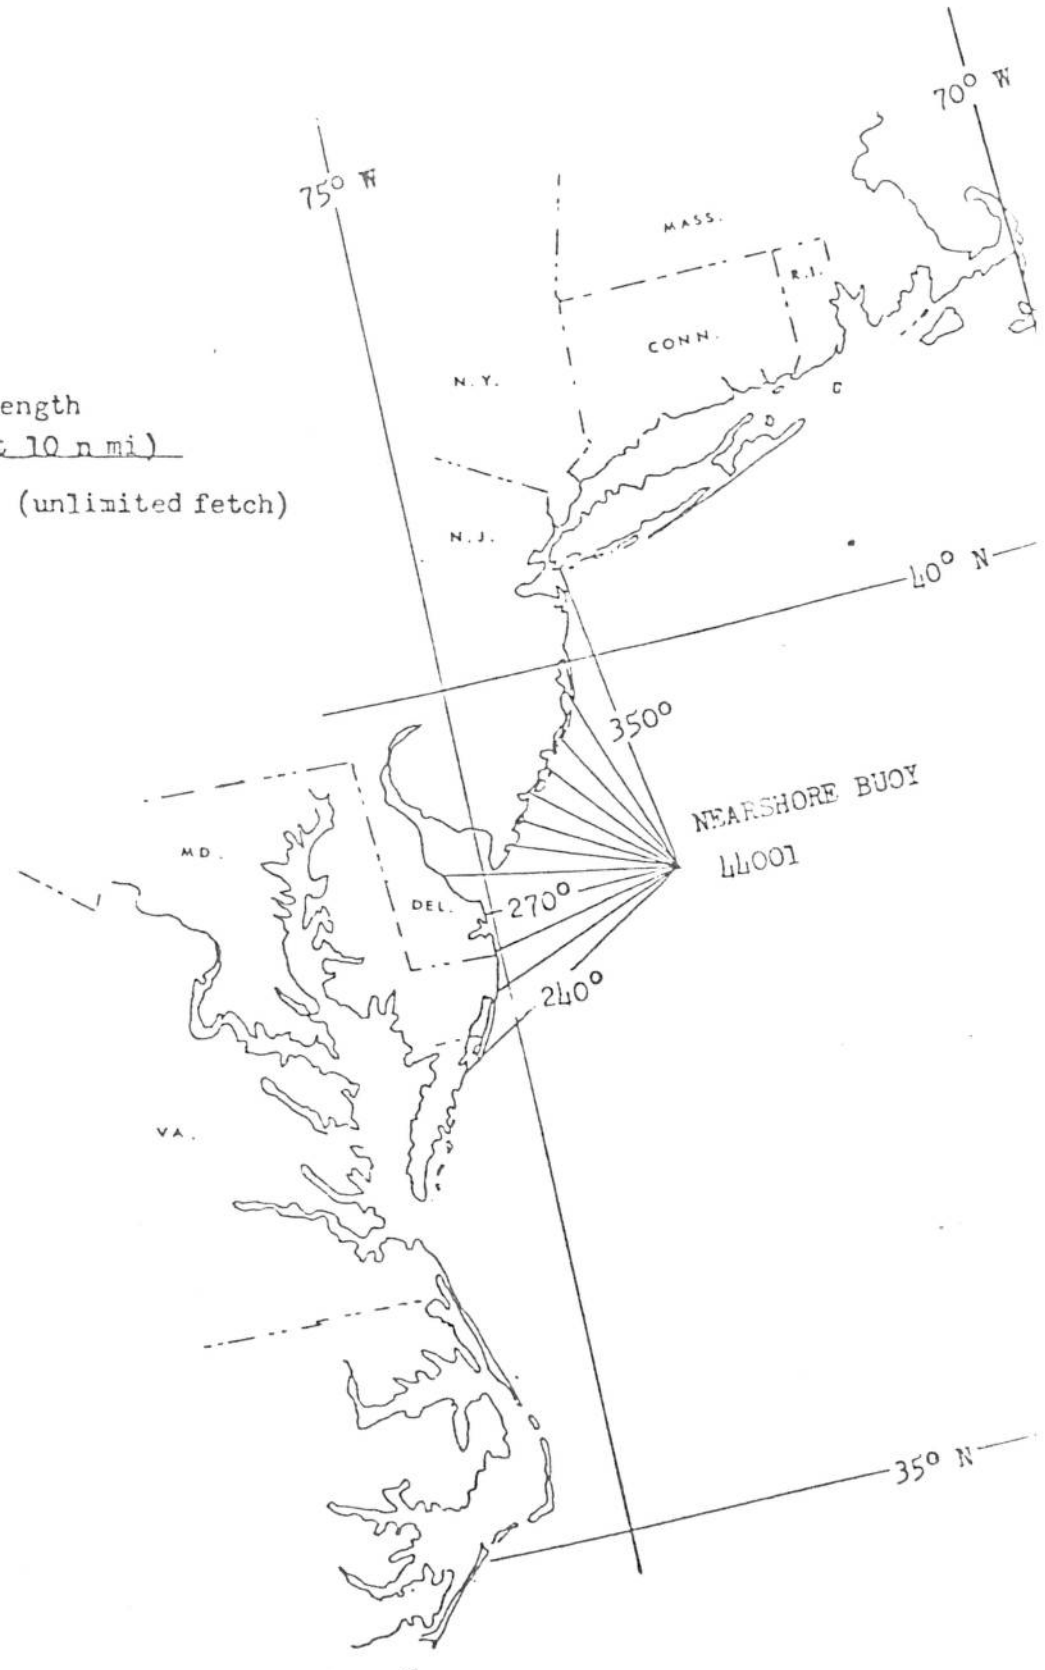 70° W
75° W
MASS.
R.I.
CONN.
N.Y.
C
ength
10 n mi)
D
(unlimited fetch)
N.J.
40° N
350°
NEARSHORE BUOY
44001
MD.
DEL.
270°
240°
VA.
35° N